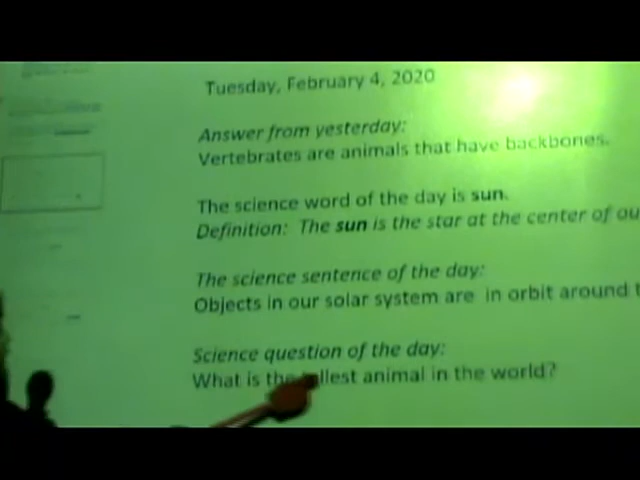 Tuesday, February 4, 2020
Answer from yesterday:
Vertebrates are animals that have backbones.
The science word of the day is sun.
Definition: The sun is the star at the center of ou
The science sentence of the day:
Objects in our solar system are in orbit around t
Science question of the day:
What is the tallest animal in the world?